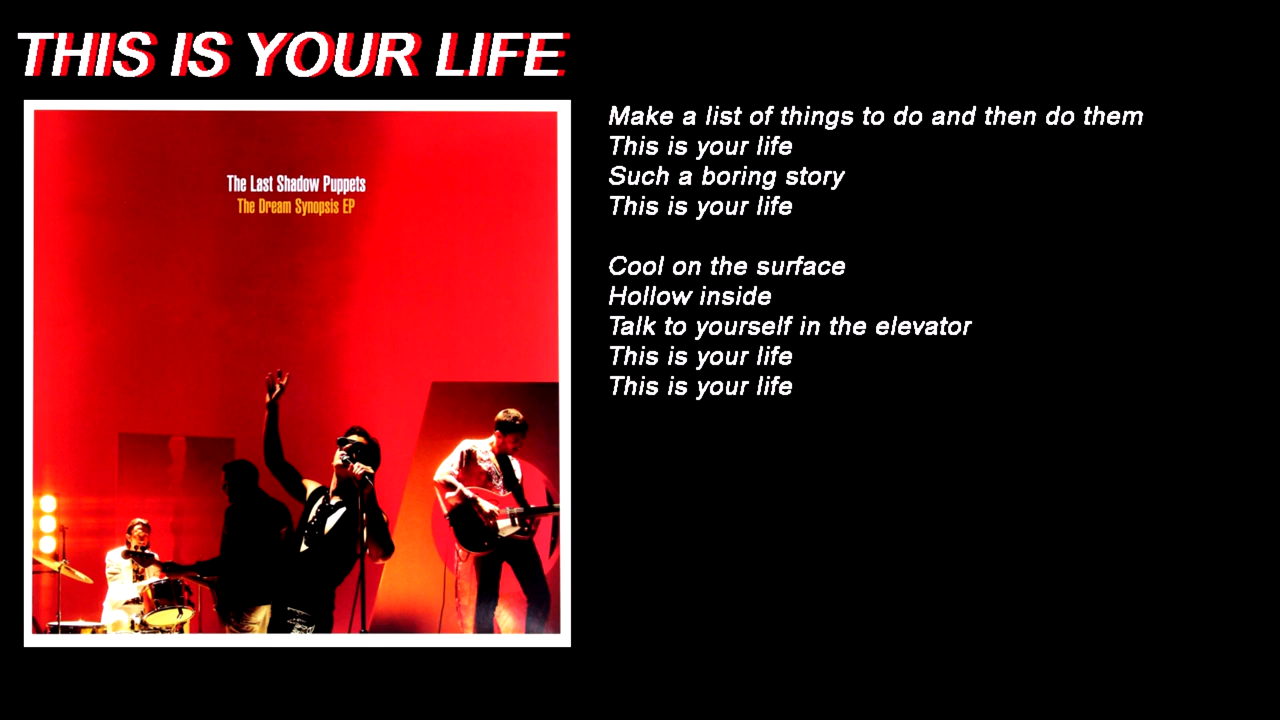 THIS IS YOUR LIFE
The Last Shadow Puppets
The Dream Synopsis EP
Make a list of things to do and then do them
This is your life
Such a boring story
This is your life
Cool on the surface
Hollow inside
Talk to yourself in the elevator
This is your life
This is your life